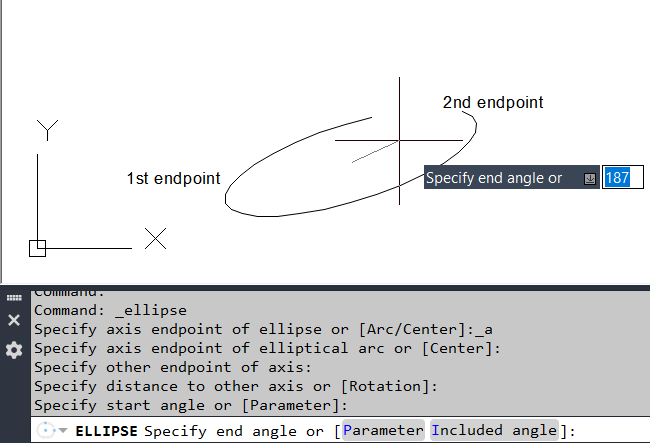 2nd endpoint
Y
1st endpoint
Specify end angle or 187
X
Command:
Command: _ellipse
Specify axis endpoint of ellipse or [Arc/Center]:_a
Specify axis endpoint of elliptical arc or [Center]:
Specify other endpoint of axis:
Specify distance to other axis or [Rotation]:
Specify start angle or [Parameter]:
ELLIPSE Specify end angle or [Parameter Included angle]: